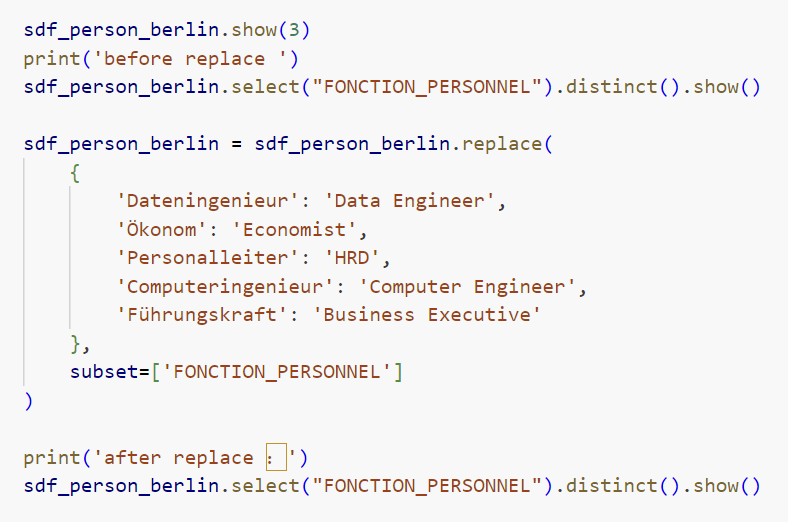 sdf_person_berlin.show(3)
print('before replace ')
sdf_person_berlin.select("FONCTION_PERSONNEL").distinct().show()
sdf_person_berlin = sdf_person_berlin.replace(
{
'Dateningenieur': 'Data Engineer',
'Ökonom': 'Economist',
'Personalleiter': 'HRD',
'Computeringenieur': 'Computer Engineer',
'Führungskraft': 'Business Executive'
},
subset=['FONCTION_PERSONNEL']
)
print('after replace :')
sdf_person_berlin.select("FONCTION_PERSONNEL").distinct().show()